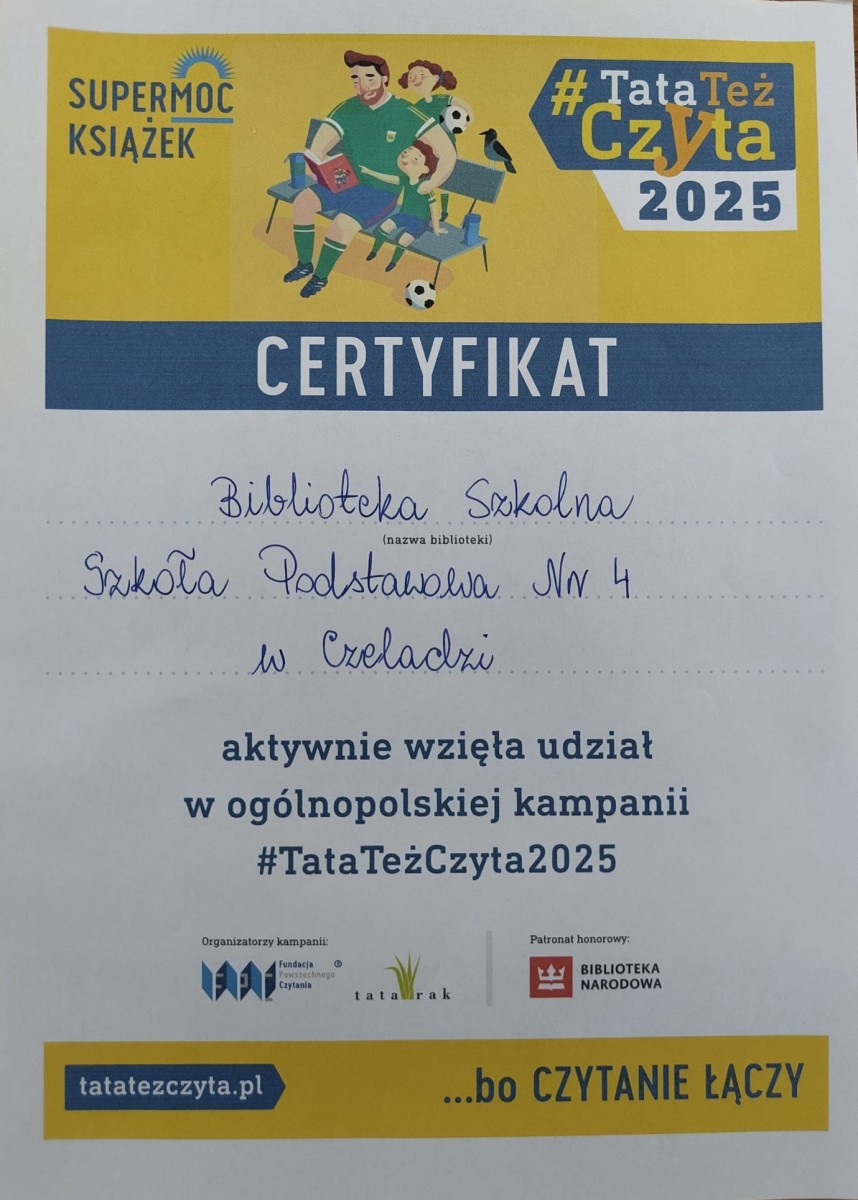 SUPERMOC
KSIĄŻEK
#TataTeż
Czyta
2025
CERTYFIKAT
Biblioteka Szkolna
(nazwa biblioteki)
Szkoła Podstawowa Nr 4
w Czeladzi
aktywnie wzięła udział
w ogólnopolskiej kampanii
#TataTeżCzyta2025
Organizatorzy kampanii:
FPC
Fundacja ®
Powszechnego
Czytania
tatarak
Patronat honorowy:
BIBLIOTEKA
NARODOWA
tatatezczyta.pl
...bo CZYTANIE ŁĄCZY